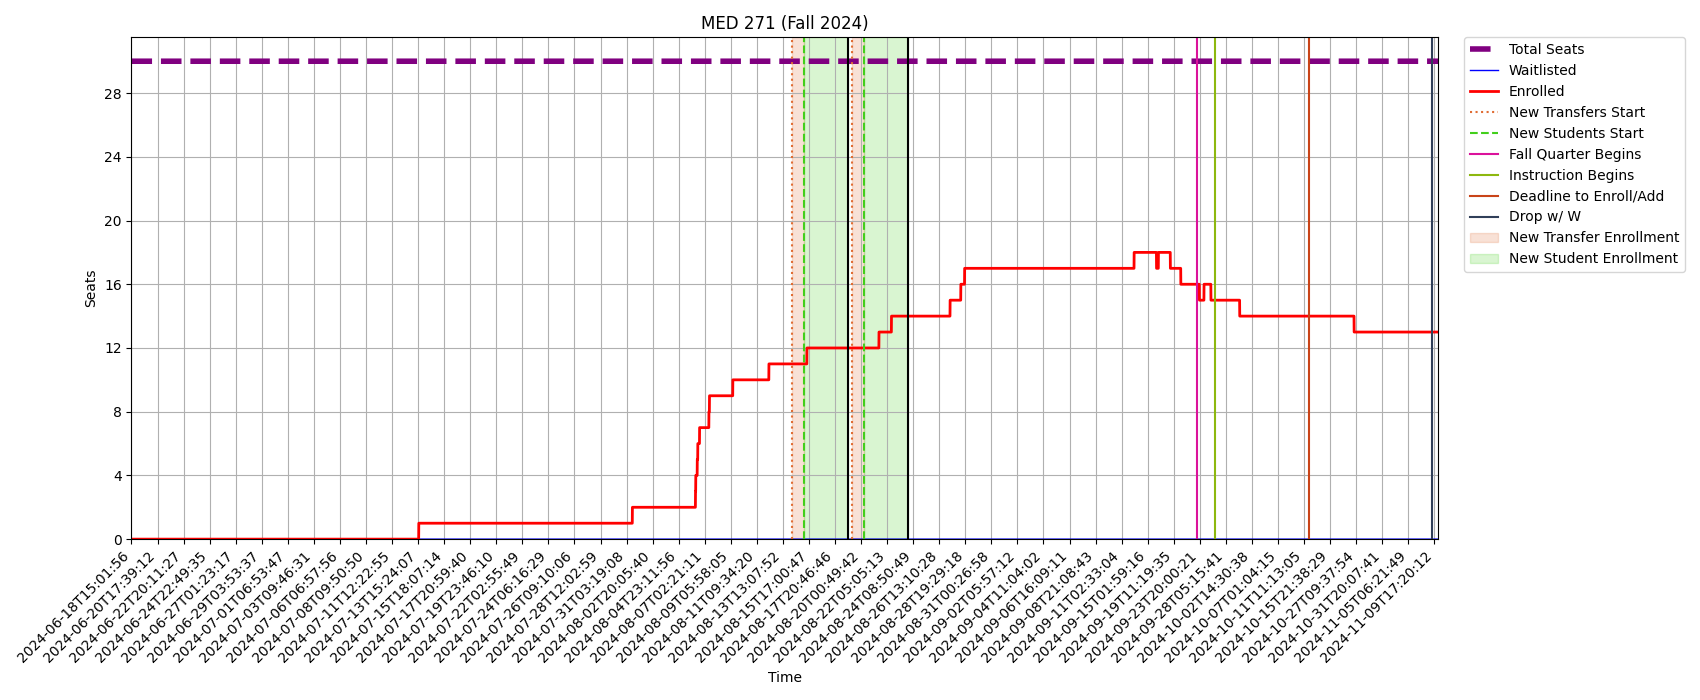 MED 271 (Fall 2024)
Total Seats
Waitlisted
Enrolled
New Transfers Start
New Students Start
Fall Quarter Begins
Instruction Begins
Deadline to Enroll/Add
Drop w/ W
New Transfer Enrollment
New Student Enrollment
Seats
28
24
20
16
12
8
4
0
2024-06-18T15:01:56
2024-06-20T17:39:12
2024-06-22T20:11:27
2024-06-24T22:49:35
2024-06-27T01:23:17
2024-06-29T03:53:37
2024-07-01T06:53:47
2024-07-03T09:46:31
2024-07-06T06:57:56
2024-07-08T09:50:50
2024-07-11T12:22:55
2024-07-13T15:24:07
2024-07-15T18:07:14
2024-07-17T20:59:40
2024-07-19T23:46:10
2024-07-22T02:55:49
2024-07-24T06:16:29
2024-07-26T09:10:06
2024-07-28T12:02:59
2024-07-31T03:19:08
2024-08-02T20:05:40
2024-08-04T23:11:56
2024-08-07T02:21:11
2024-08-09T05:58:05
2024-08-11T09:34:20
2024-08-13T13:07:52
2024-08-15T17:00:47
2024-08-17T20:46:46
2024-08-20T00:49:42
2024-08-22T05:05:13
2024-08-24T08:50:49
2024-08-26T13:10:28
2024-08-28T19:29:18
2024-08-31T00:26:58
2024-09-02T05:57:12
2024-09-04T11:04:02
2024-09-06T16:09:11
2024-09-08T21:08:43
2024-09-11T02:33:04
2024-09-15T01:59:16
2024-09-19T11:19:35
2024-09-23T20:00:21
2024-09-28T05:15:41
2024-10-02T14:30:38
2024-10-07T01:04:15
2024-10-11T11:13:05
2024-10-15T21:38:29
2024-10-27T09:37:54
2024-10-31T20:07:41
2024-11-05T06:21:49
2024-11-09T17:20:12
Time